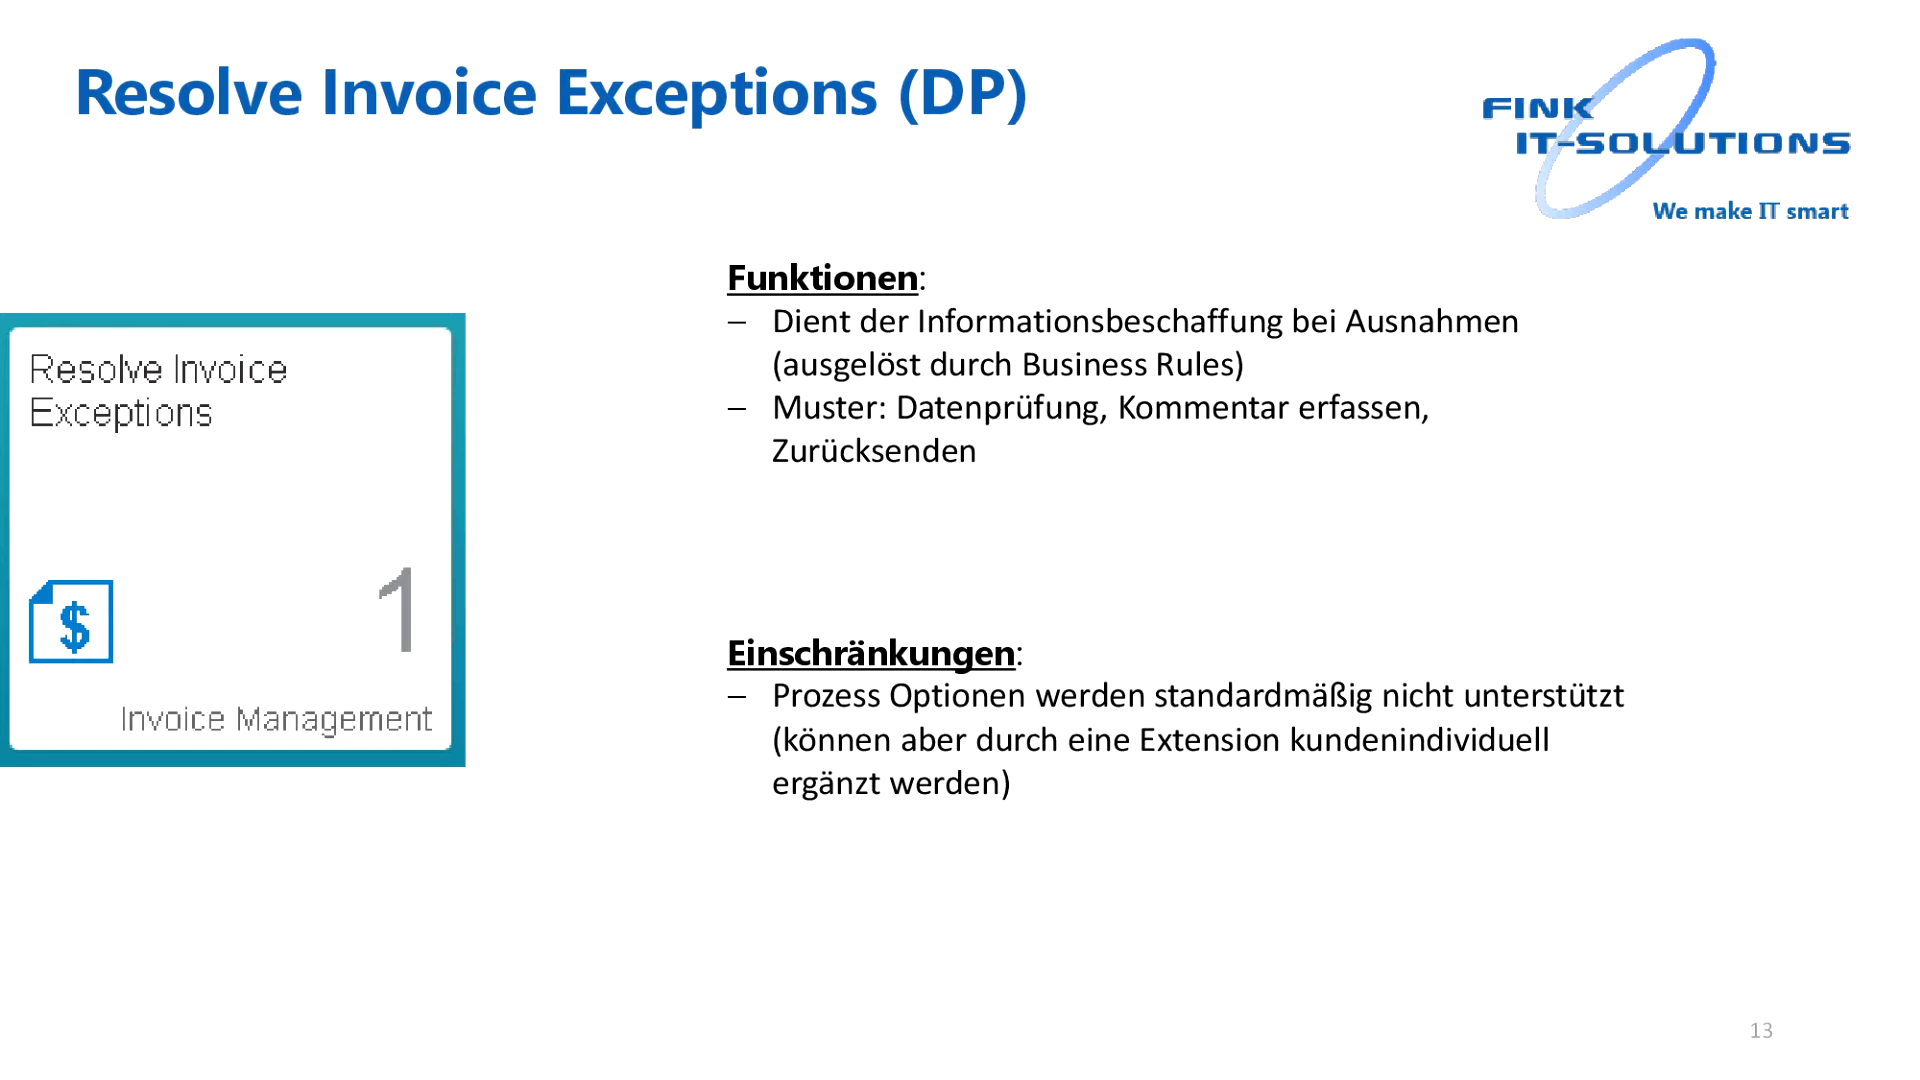 Resolve Invoice Exceptions (DP)
FINK
IT-SOLUTIONS
We make IT smart
Resolve Invoice
Exceptions
$
1
Invoice Management
Funktionen:
– Dient der Informationsbeschaffung bei Ausnahmen
(ausgelöst durch Business Rules)
– Muster: Datenprüfung, Kommentar erfassen,
Zurücksenden
Einschränkungen:
– Prozess Optionen werden standardmäßig nicht unterstützt
(können aber durch eine Extension kundenindividuell
ergänzt werden)
13